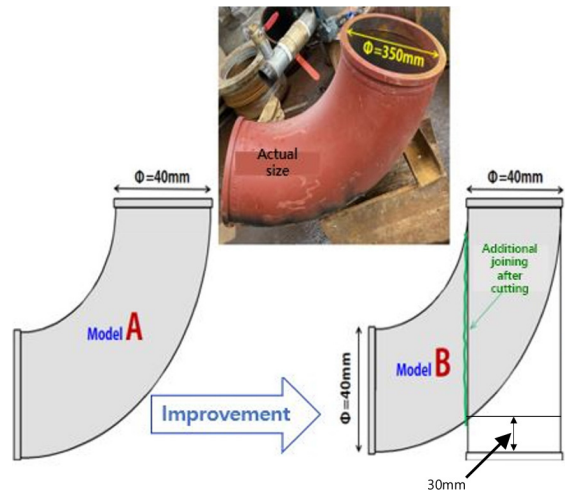 Φ=350mm
Actual
size
Φ=40mm
Φ=40mm
Additional
joining
after
cutting
Model A
Model B
Φ=40mm
Improvement
30mm